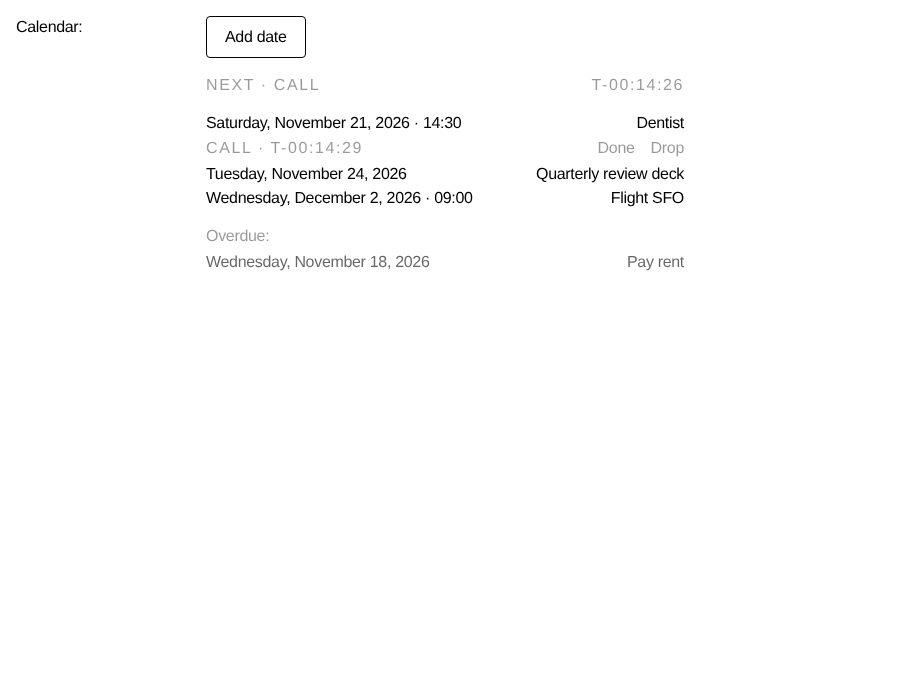 Calendar:
Add date
NEXT · CALL T-00:14:26
Saturday, November 21, 2026 · 14:30 Dentist
CALL · T-00:14:29 Done Drop
Tuesday, November 24, 2026 Quarterly review deck
Wednesday, December 2, 2026 · 09:00 Flight SFO
Overdue:
Wednesday, November 18, 2026 Pay rent